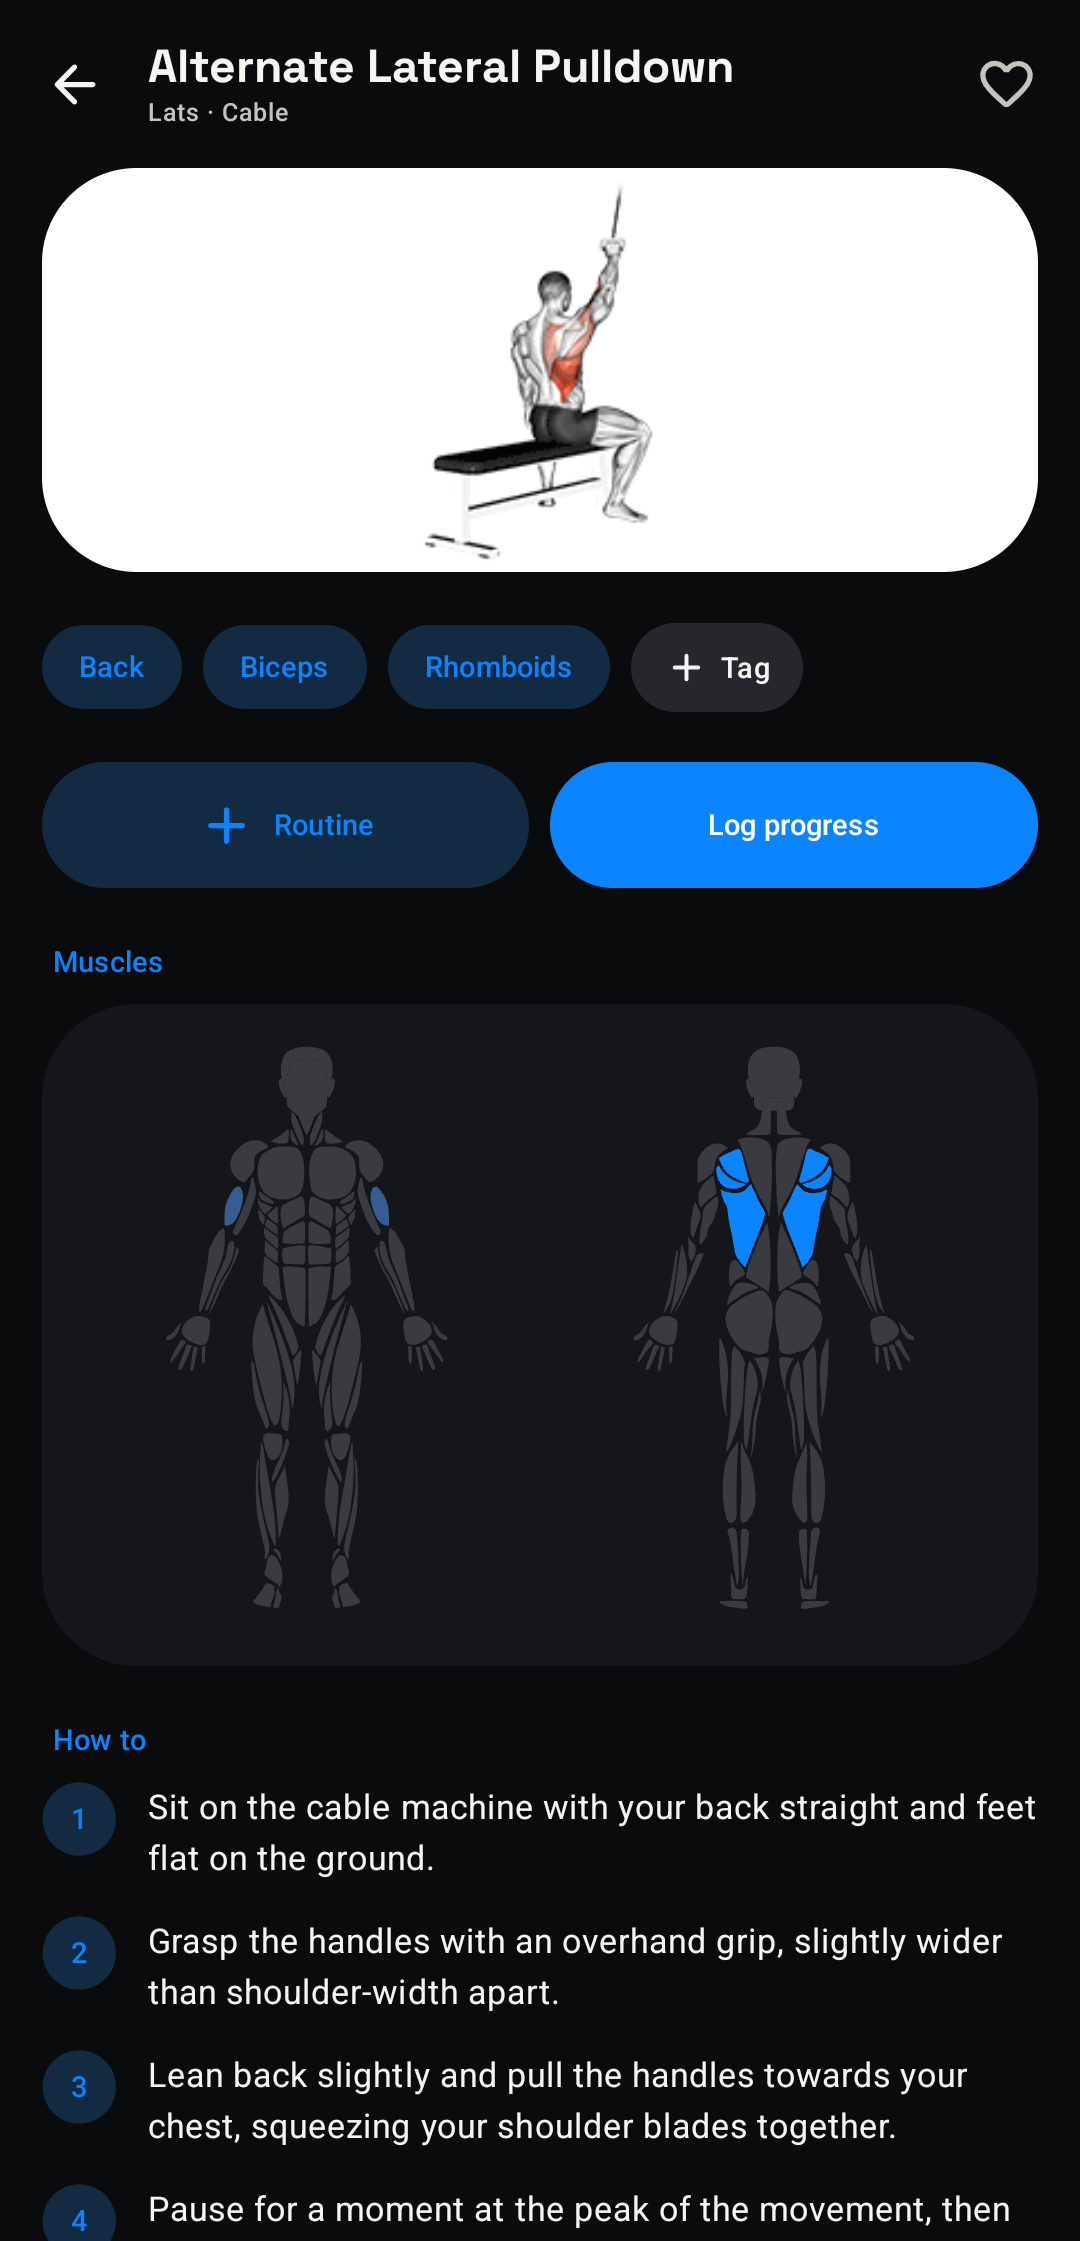 Alternate Lateral Pulldown
Lats · Cable
Back
Biceps
Rhomboids
+ Tag
+ Routine
Log progress
Muscles
How to
1
Sit on the cable machine with your back straight and feet
flat on the ground.
2
Grasp the handles with an overhand grip, slightly wider
than shoulder-width apart.
3
Lean back slightly and pull the handles towards your
chest, squeezing your shoulder blades together.
4
Pause for a moment at the peak of the movement, then